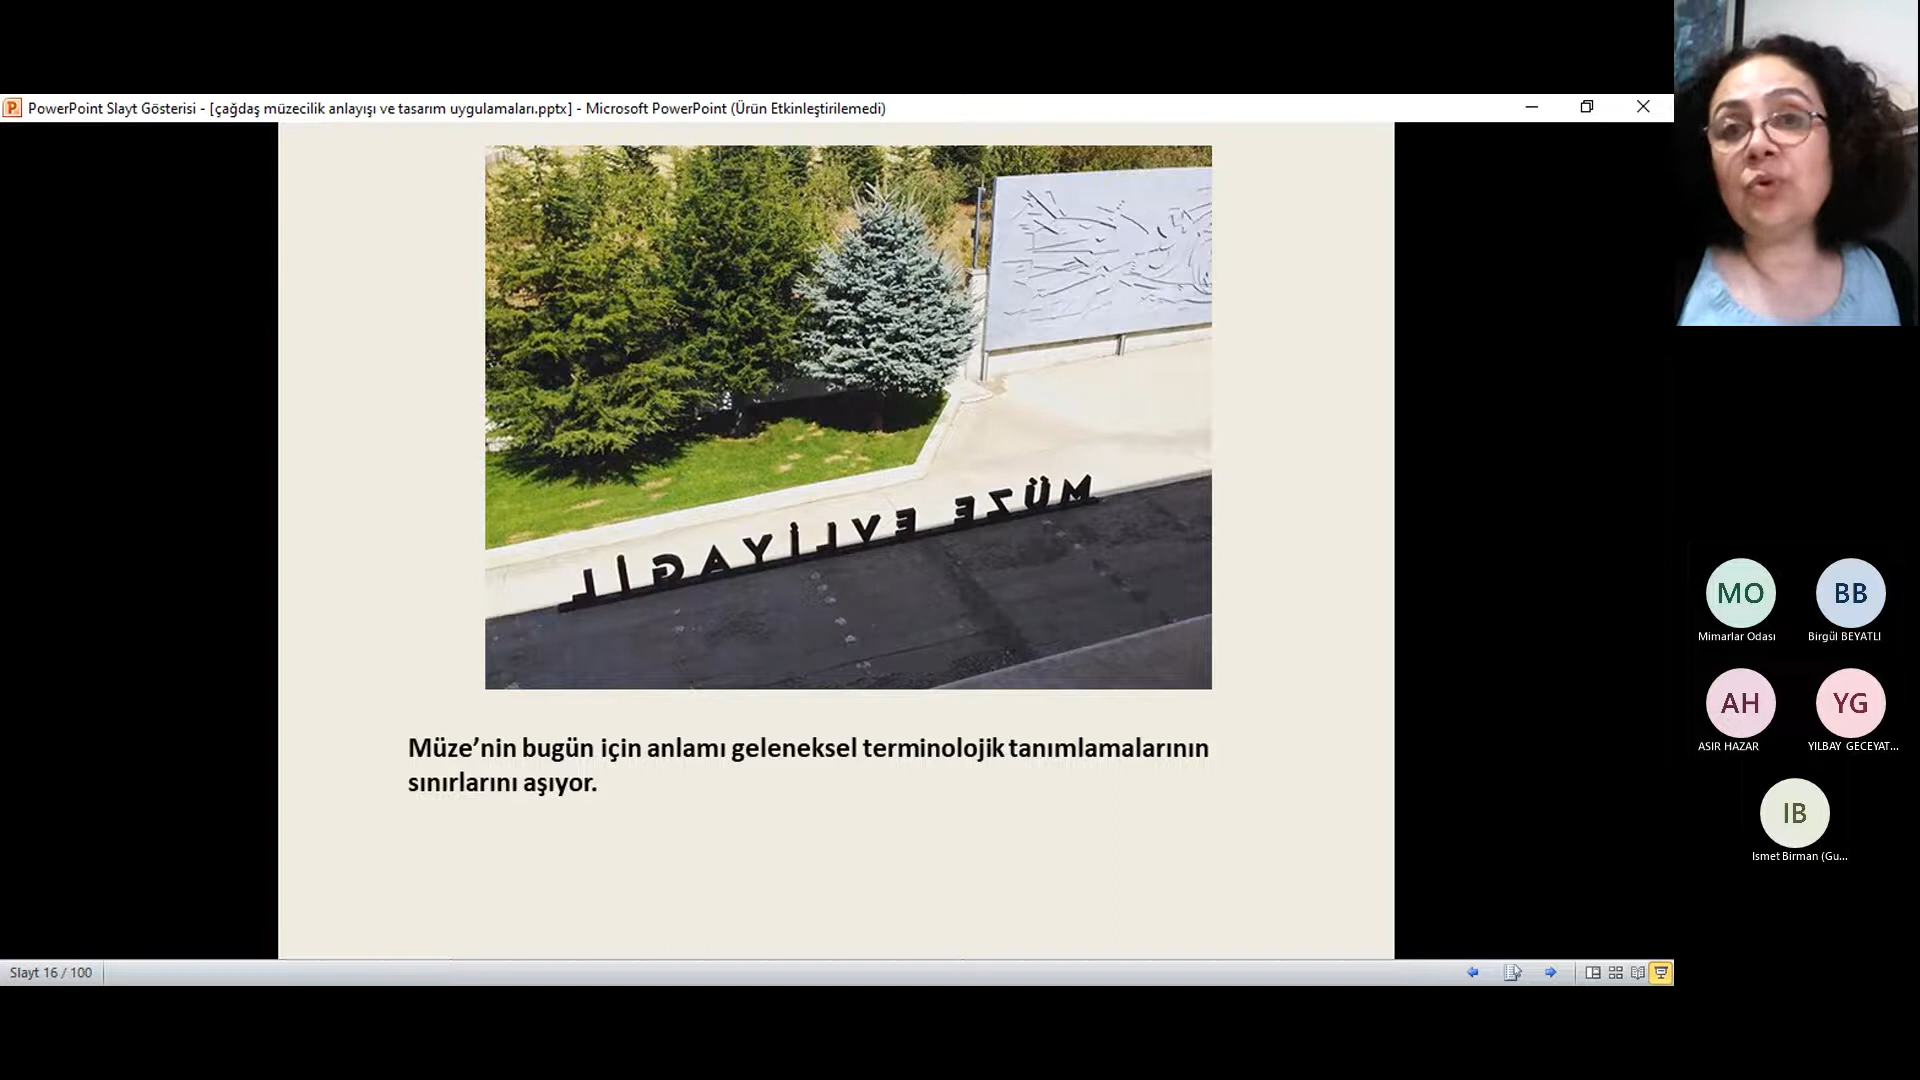 PowerPoint Slayt Gösterisi - [çağdaş müzecilik anlayışı ve tasarım uygulamaları.pptx] - Microsoft PowerPoint (Ürün Etkinleştirilemedi)
MÜZE EVLİYAGİL
Müze’nin bugün için anlamı geleneksel terminolojik tanımlamalarının
sınırlarını aşıyor.
MO
BB
Mimarlar Odası
Birgül BEYATLI
AH
YG
ASIR HAZAR
YILBAY GECEYAT...
IB
Ismet Birman (Gu...
Slayt 16 / 100